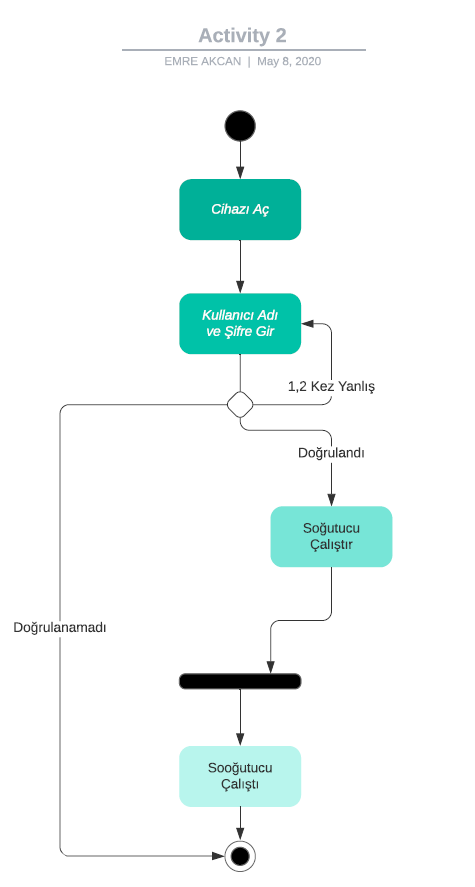 Activity 2
EMRE AKCAN | May 8, 2020
Cihazı Aç
Kullanıcı Adı
ve Şifre Gir
1,2 Kez Yanlış
Doğrulandı
Soğutucu
Çalıştır
Doğrulanamadı
Sooğutucu
Çalıştı